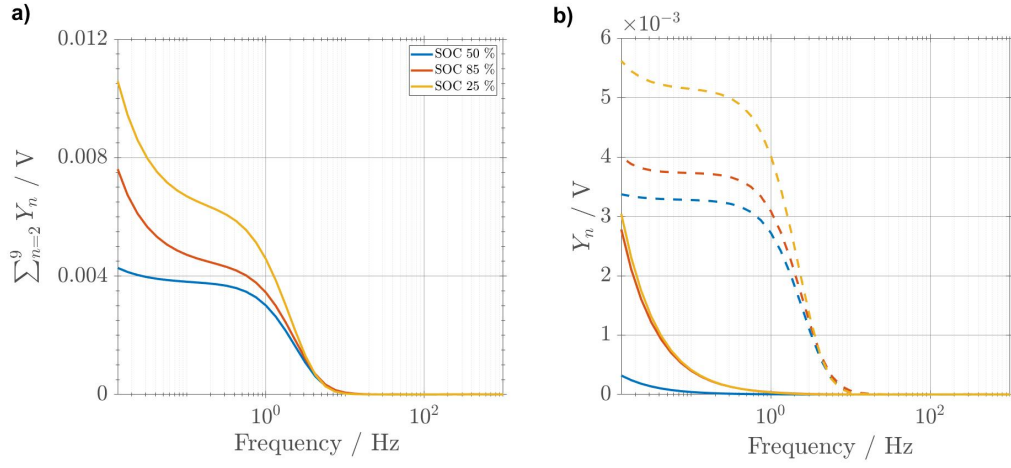 a)
0.012
0.008
0.004
0
∑⁹ₙ₌₂ Yₙ / V
SOC 50 %
SOC 85 %
SOC 25 %
10⁰
10²
Frequency / Hz
b)
×10⁻³
6
5
4
3
2
1
0
Yₙ / V
10⁰
10²
Frequency / Hz